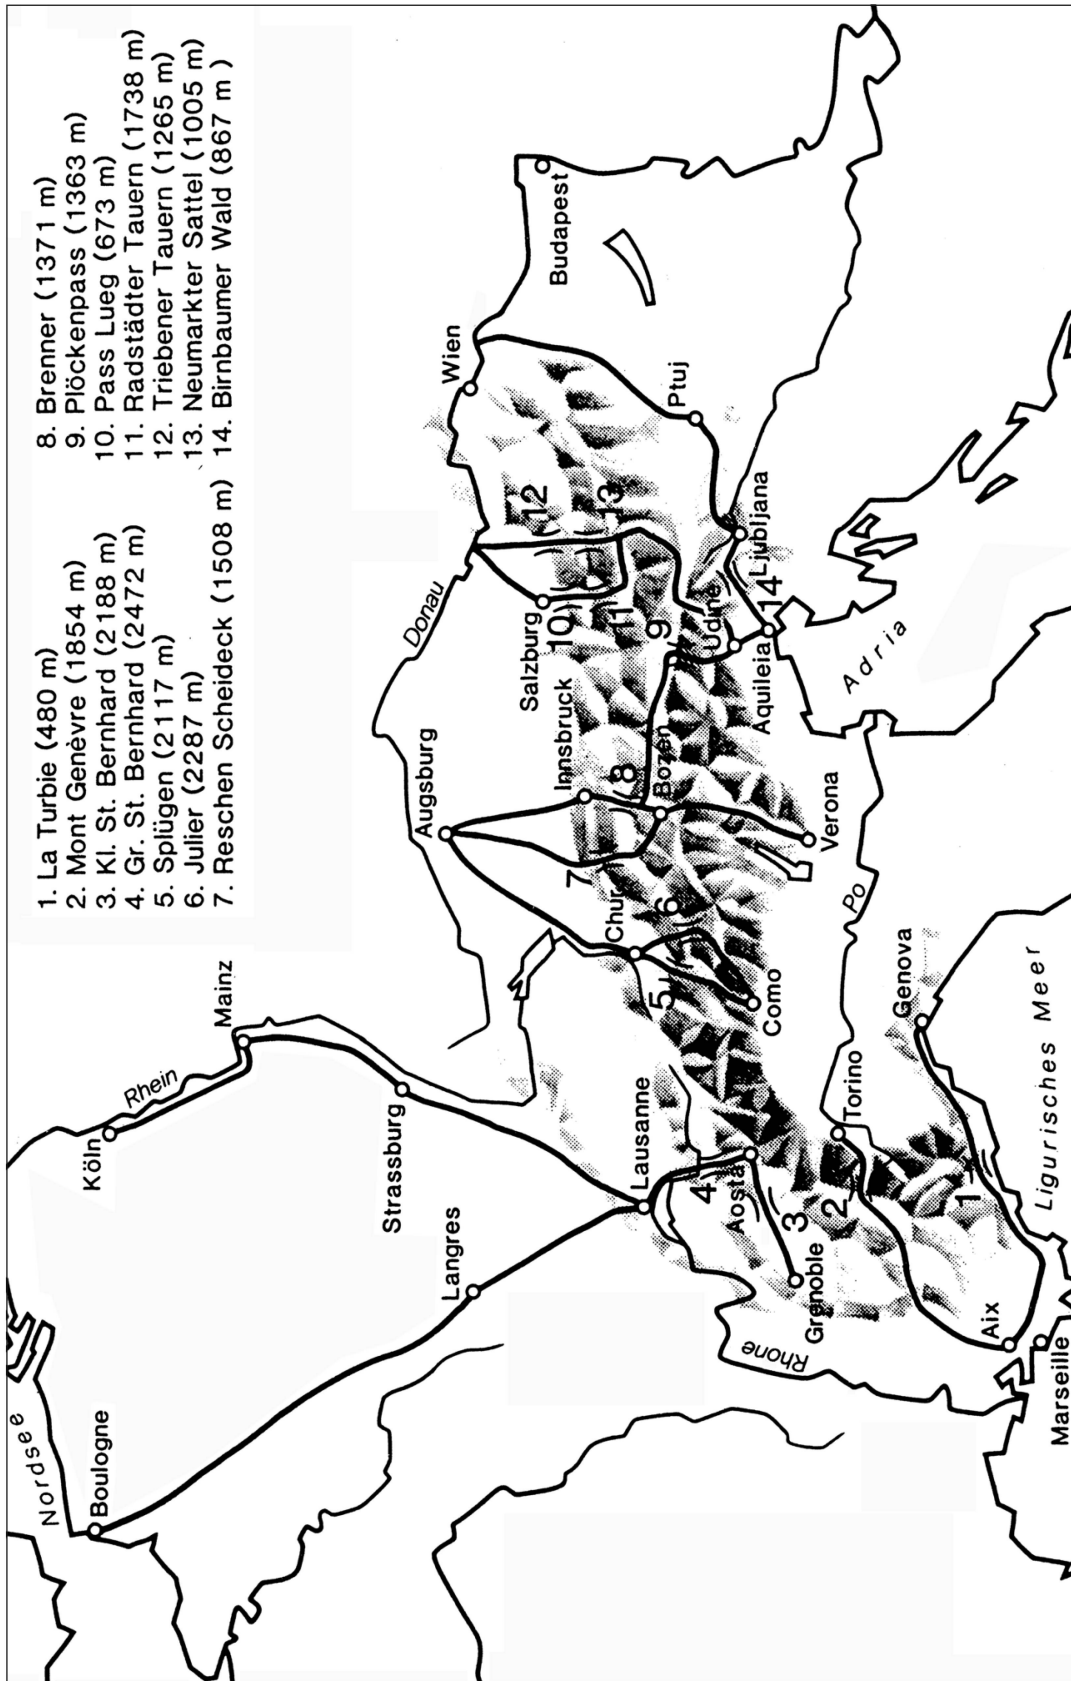 1. La Turbie (480 m)
2. Mont Genèvre (1854 m)
3. Kl. St. Bernhard (2188 m)
4. Gr. St. Bernhard (2472 m)
5. Splügen (2117 m)
6. Julier (2287 m)
7. Reschen Scheideck (1508 m)
8. Brenner (1371 m)
9. Plöckenpass (1363 m)
10. Pass Lueg (673 m)
11. Radstädter Tauern (1738 m)
12. Triebener Tauern (1265 m)
13. Neumarkter Sattel (1005 m)
14. Birnbaumer Wald (867 m )
Nordsee
Boulogne
Köln
Rhein
Mainz
Strassburg
Langres
Augsburg
Donau
Wien
Budapest
Salzburg
Innsbruck
Lausanne
Chur
Bozen
Ptuj
Udine
Ljubljana
Aquileia
Aosta
Como
Verona
Grenoble
Rhone
Torino
Po
Genova
Adria
Aix
Marseille
Ligurisches Meer
1
2
3
4
5
6
7
8
9
10
11
12
13
14